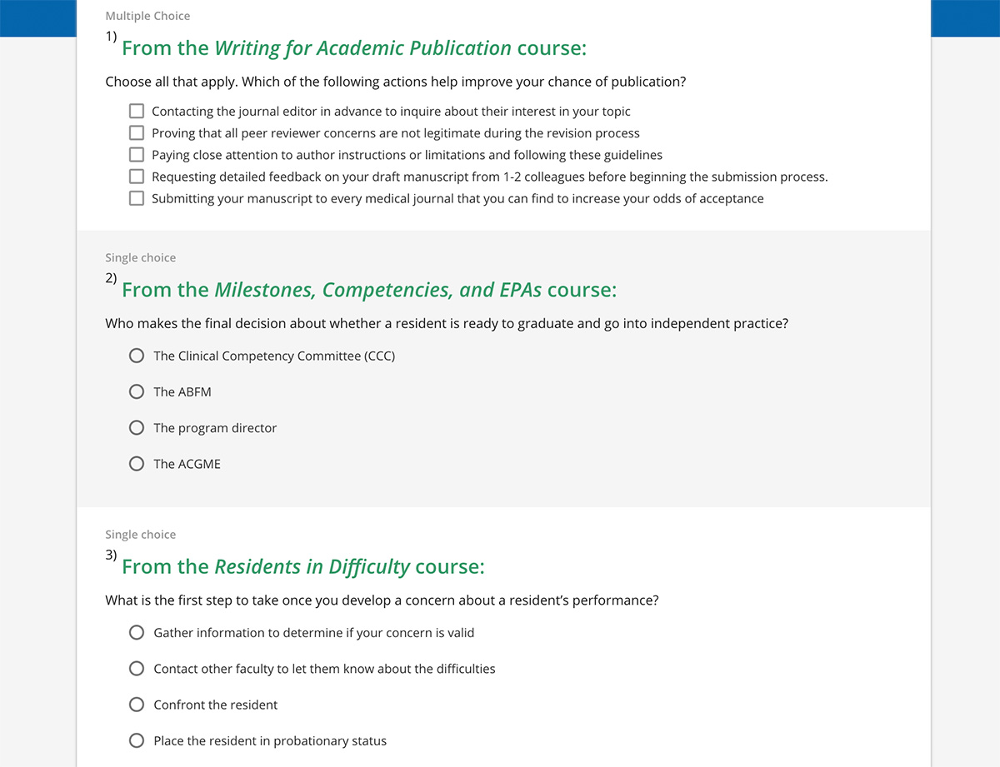 Multiple Choice
1) From the Writing for Academic Publication course:
Choose all that apply. Which of the following actions help improve your chance of publication?
Contacting the journal editor in advance to inquire about their interest in your topic
Proving that all peer reviewer concerns are not legitimate during the revision process
Paying close attention to author instructions or limitations and following these guidelines
Requesting detailed feedback on your draft manuscript from 1-2 colleagues before beginning the submission process.
Submitting your manuscript to every medical journal that you can find to increase your odds of acceptance
Single choice
2) From the Milestones, Competencies, and EPAs course:
Who makes the final decision about whether a resident is ready to graduate and go into independent practice?
The Clinical Competency Committee (CCC)
The ABFM
The program director
The ACGME
Single choice
3) From the Residents in Difficulty course:
What is the first step to take once you develop a concern about a resident’s performance?
Gather information to determine if your concern is valid
Contact other faculty to let them know about the difficulties
Confront the resident
Place the resident in probationary status